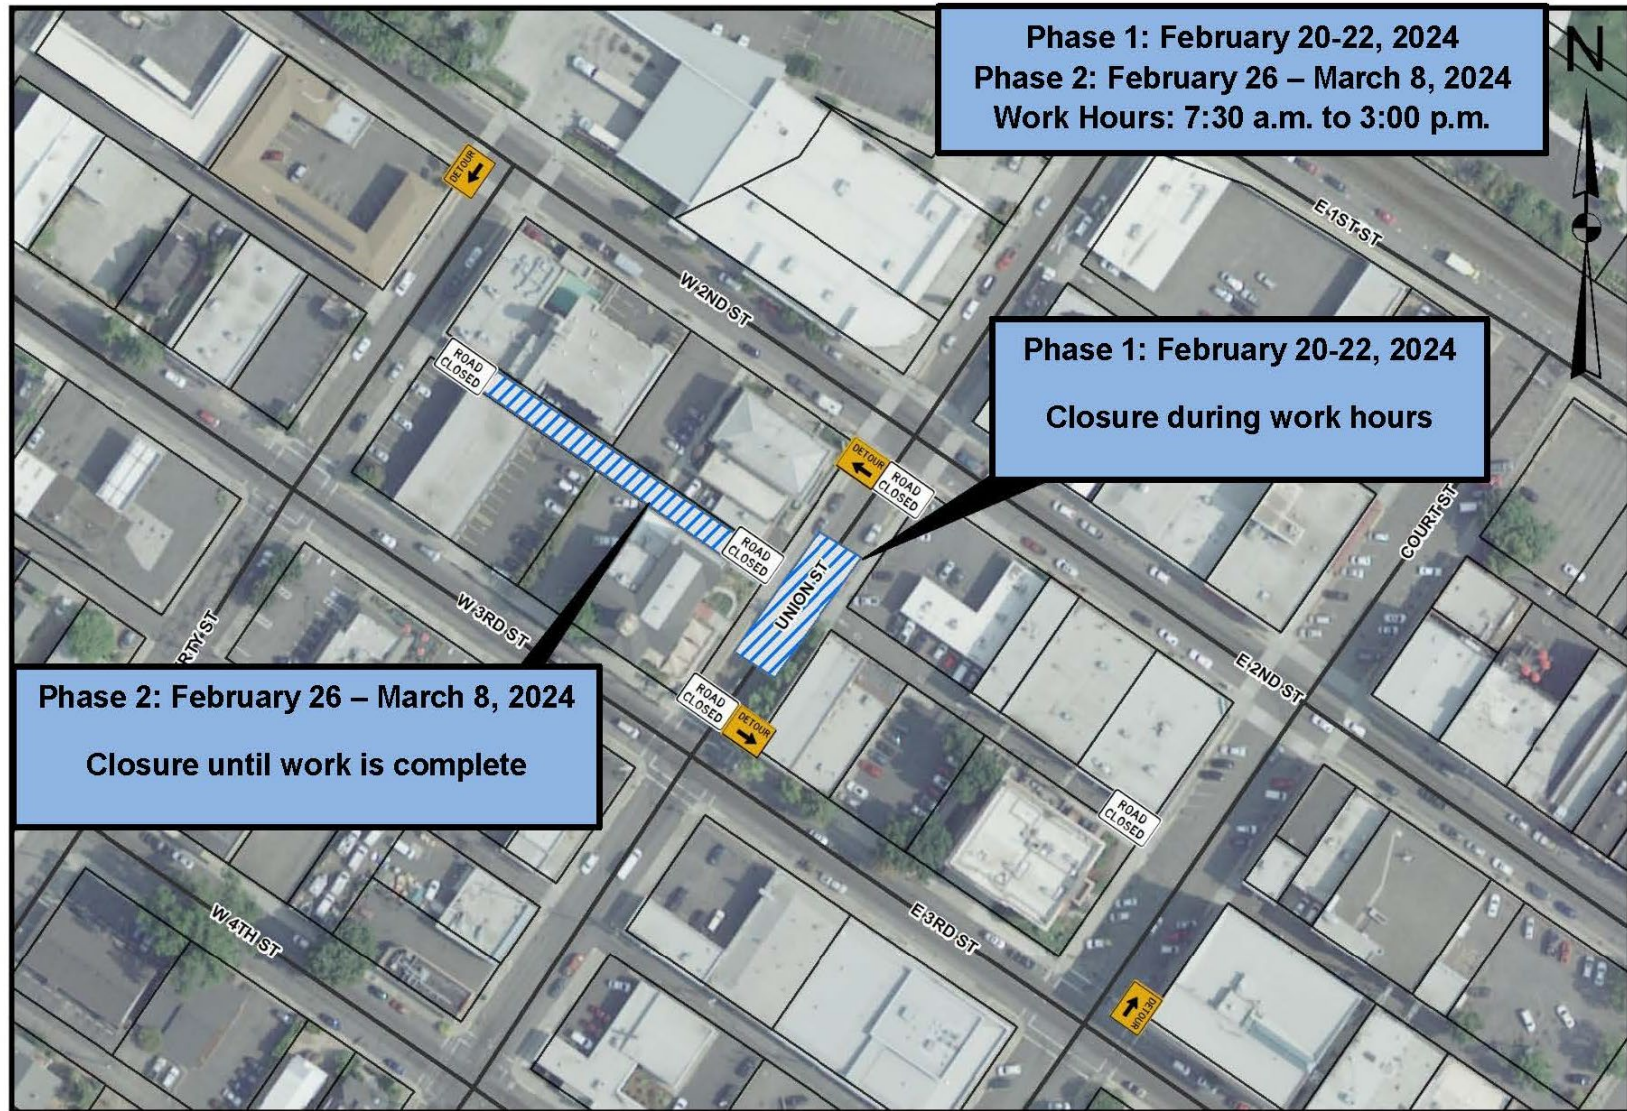 Phase 1: February 20-22, 2024
Phase 2: February 26 – March 8, 2024
Work Hours: 7:30 a.m. to 3:00 p.m.
N
DETOUR
E 1ST ST
W 2ND ST
Phase 1: February 20-22, 2024
Closure during work hours
ROAD
CLOSED
DETOUR
ROAD
CLOSED
COURT ST
ROAD
CLOSED
UNION ST
W 3RD ST
RTY ST
E 2ND ST
Phase 2: February 26 – March 8, 2024
Closure until work is complete
ROAD
CLOSED
DETOUR
ROAD
CLOSED
W 4TH ST
E 3RD ST
DETOUR